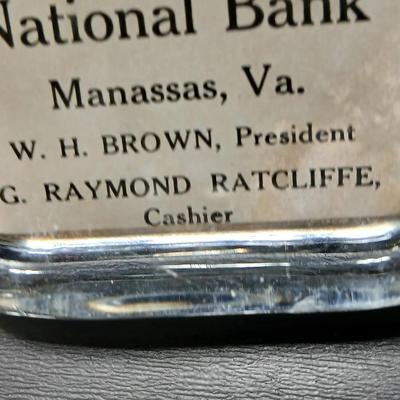 National Bank
Manassas, Va.
W. H. BROWN, President
G. RAYMOND RATCLIFFE,
Cashier